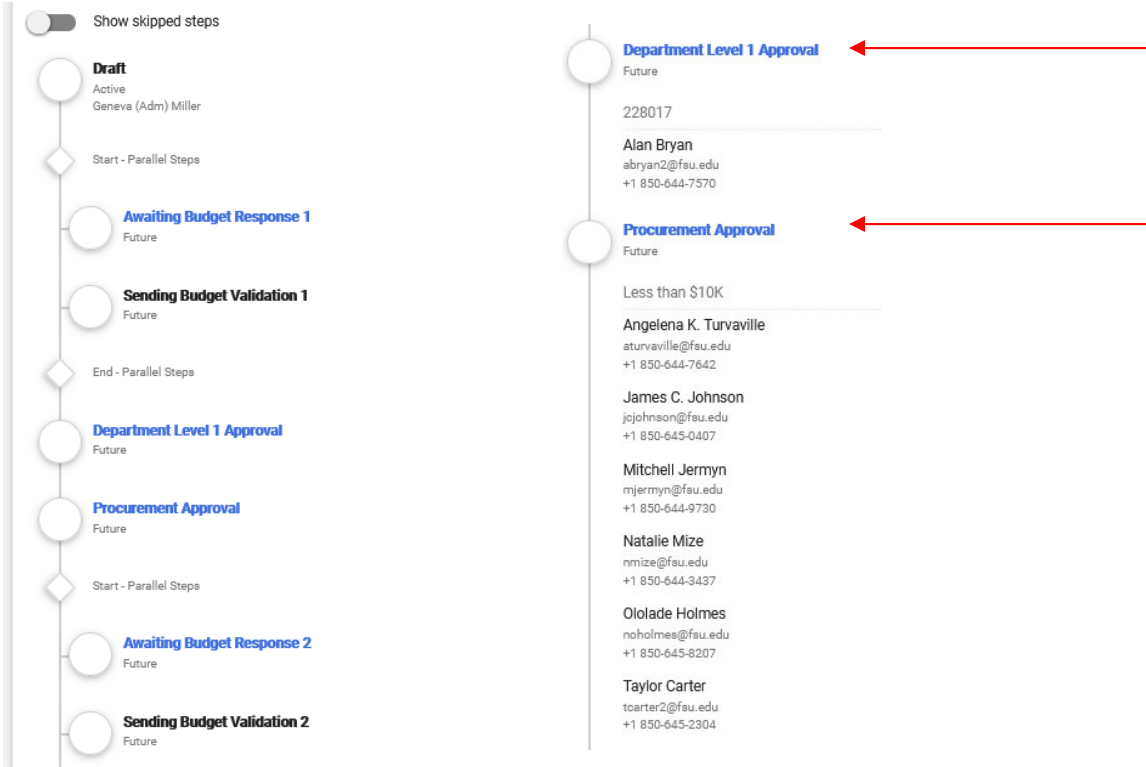 Show skipped steps
Draft
Active
Geneva (Adm) Miller
Start - Parallel Steps
Awaiting Budget Response 1
Future
Sending Budget Validation 1
Future
End - Parallel Steps
Department Level 1 Approval
Future
Procurement Approval
Future
Start - Parallel Steps
Awaiting Budget Response 2
Future
Sending Budget Validation 2
Future
Department Level 1 Approval
Future
228017
Alan Bryan
abryan2@fsu.edu
+1 850-644-7570
Procurement Approval
Future
Less than $10K
Angelena K. Turvaville
aturvaville@fsu.edu
+1 850-644-7642
James C. Johnson
jcjohnson@fsu.edu
+1 850-645-0407
Mitchell Jermyn
mjermyn@fsu.edu
+1 850-644-9730
Natalie Mize
nmize@fsu.edu
+1 850-644-3437
Ololade Holmes
noholmes@fsu.edu
+1 850-645-8207
Taylor Carter
tcarter2@fsu.edu
+1 850-645-2304